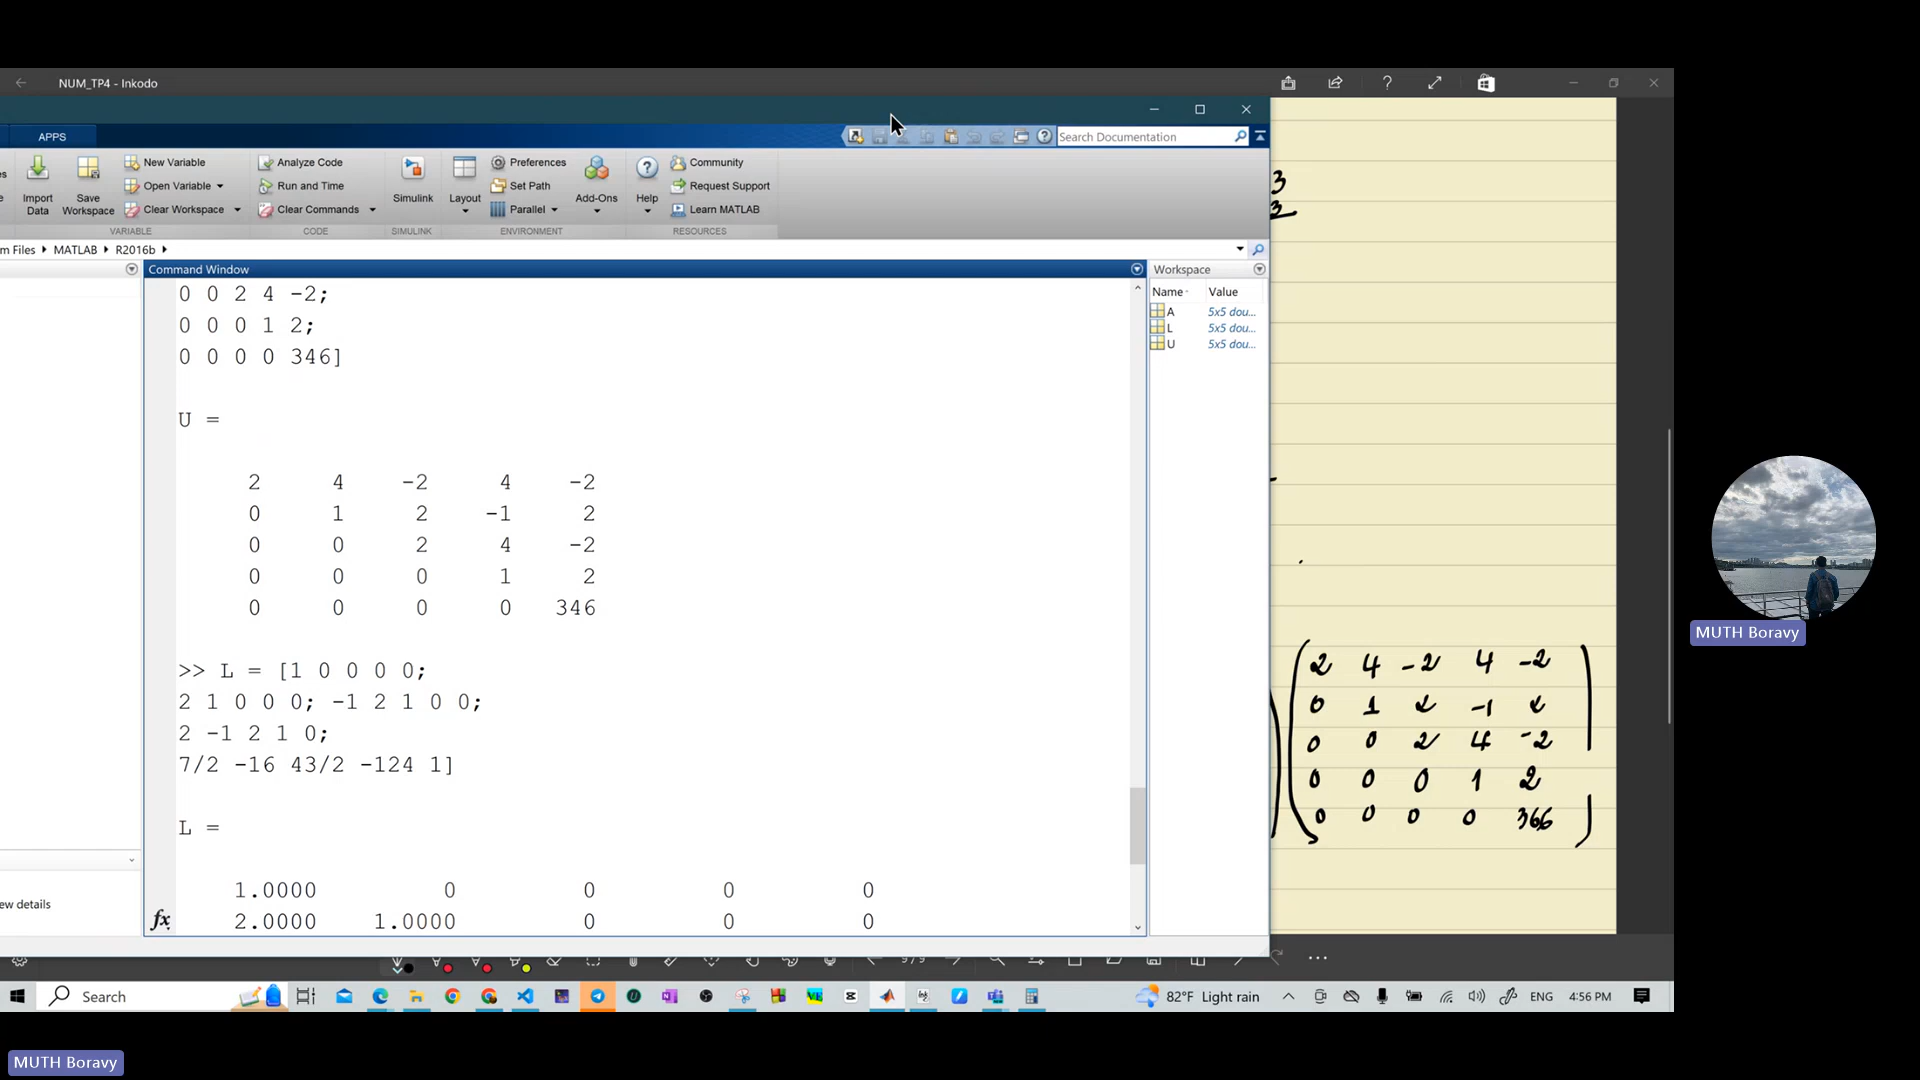 NUM_TP4 - Inkodo
APPS
Search Documentation
Import Data
Save Workspace
New Variable
Open Variable
Clear Workspace
VARIABLE
Analyze Code
Run and Time
Clear Commands
CODE
Simulink
SIMULINK
Layout
Preferences
Set Path
Parallel
ENVIRONMENT
Add-Ons
Help
Community
Request Support
Learn MATLAB
RESOURCES
m Files MATLAB R2016b
Command Window
Workspace
Name Value
A 5x5 dou...
L 5x5 dou...
U 5x5 dou...
0 0 2 4 -2;
0 0 0 1 2;
0 0 0 0 346]
U =
2 4 -2 4 -2
0 1 2 -1 2
0 0 2 4 -2
0 0 0 1 2
0 0 0 0 346
>> L = [1 0 0 0 0;
2 1 0 0 0; -1 2 1 0 0;
2 -1 2 1 0;
7/2 -16 43/2 -124 1]
L =
1.0000 0 0 0 0
fx 2.0000 1.0000 0 0 0
ew details
3
3
2 4 -2 4 -2
0 1 2 -1 2
0 0 2 4 -2
0 0 0 1 2
0 0 0 0 366
MUTH Boravy
9/9
Search
82°F Light rain
ENG
4:56 PM
MUTH Boravy